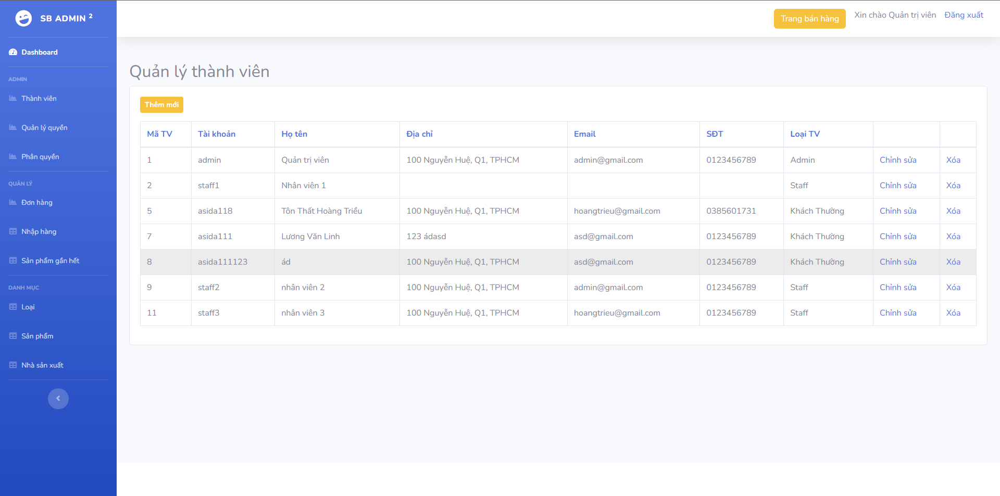 SB ADMIN 2
Trang bán hàng Xin chào Quản trị viên Đăng xuất
Dashboard
ADMIN
Thành viên
Quản lý quyền
Phân quyền
QUẢN LÝ
Đơn hàng
Nhập hàng
Sản phẩm gần hết
DANH MỤC
Loại
Sản phẩm
Nhà sản xuất
Quản lý thành viên
Thêm mới
Mã TV Tài khoản Họ tên Địa chỉ Email SĐT Loại TV
1 admin Quản trị viên 100 Nguyễn Huệ, Q1, TPHCM admin@gmail.com 0123456789 Admin Chỉnh sửa Xóa
2 staff1 Nhân viên 1 Staff Chỉnh sửa Xóa
5 asida118 Tôn Thất Hoàng Triều 100 Nguyễn Huệ, Q1, TPHCM hoangtrieu@gmail.com 0385601731 Khách Thường Chỉnh sửa Xóa
7 asida111 Lương Văn Linh 123 ádasd asd@gmail.com 0123456789 Khách Thường Chỉnh sửa Xóa
8 asida111123 ád 100 Nguyễn Huệ, Q1, TPHCM asd@gmail.com 0123456789 Khách Thường Chỉnh sửa Xóa
9 staff2 nhân viên 2 100 Nguyễn Huệ, Q1, TPHCM admin@gmail.com 0123456789 Staff Chỉnh sửa Xóa
11 staff3 nhân viên 3 100 Nguyễn Huệ, Q1, TPHCM hoangtrieu@gmail.com 0123456789 Staff Chỉnh sửa Xóa